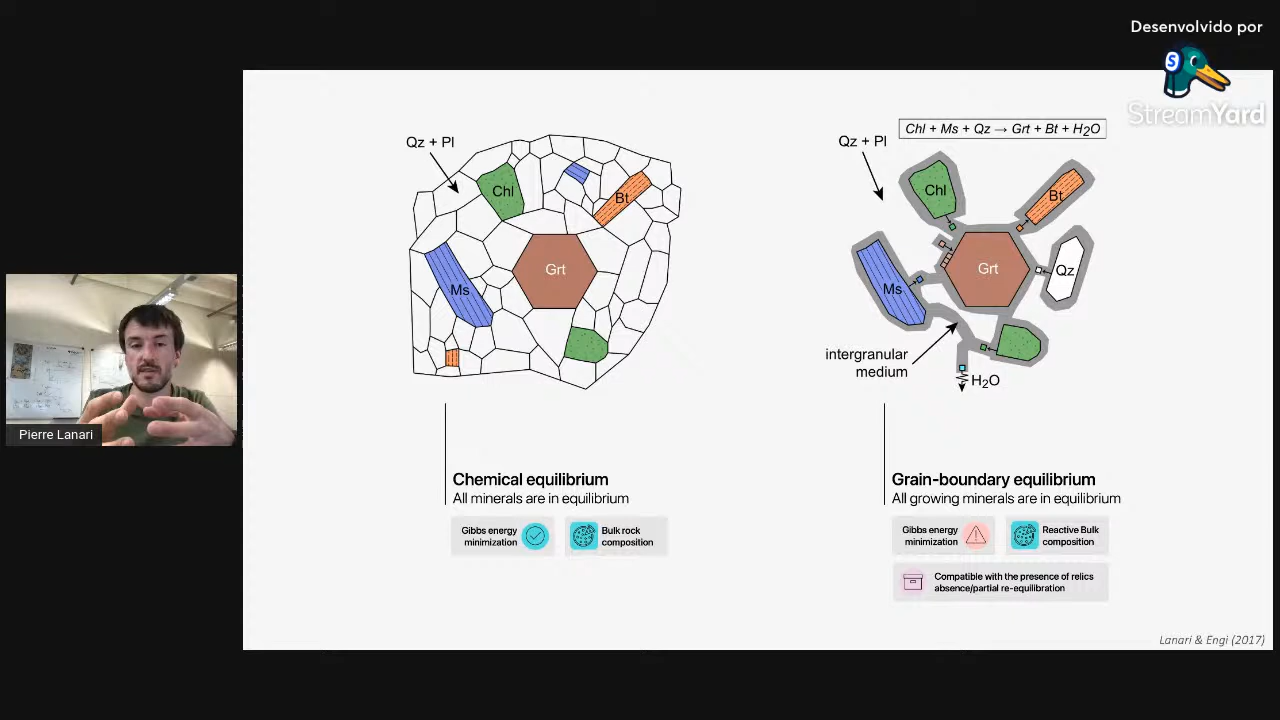 Desenvolvido por
S
StreamYard
Qz + Pl
Chl
Bt
Ms
Grt
Chl + Ms + Qz → Grt + Bt + H2O
Qz + Pl
Chl
Bt
Ms
Grt
Qz
intergranular
medium
H2O
Pierre Lanari
Chemical equilibrium
All minerals are in equilibrium
Gibbs energy
minimization
Bulk rock
composition
Grain-boundary equilibrium
All growing minerals are in equilibrium
Gibbs energy
minimization
Reactive Bulk
composition
Compatible with the presence of relics
absence/partial re-equilibration
Lanari & Engi (2017)